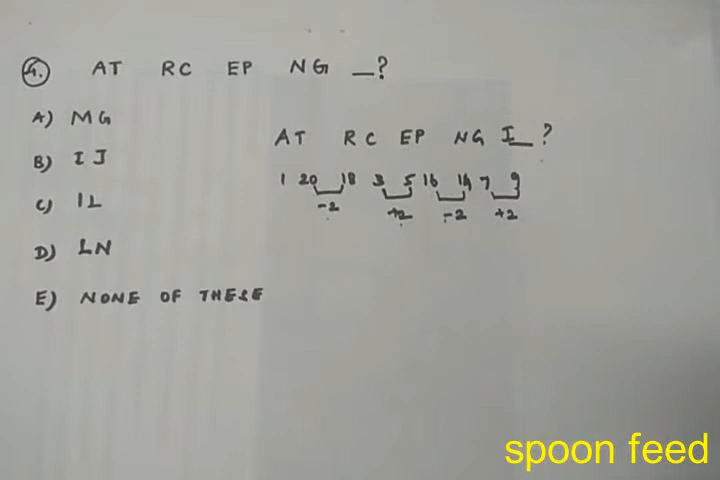 4. AT RC EP NG _?
A) MG
B) IJ
C) IL
D) LN
E) NONE OF THESE
AT RC EP NG I_?
1 20 18 3 5 16 14 7 9
-2 +2 -2 +2
spoon feed